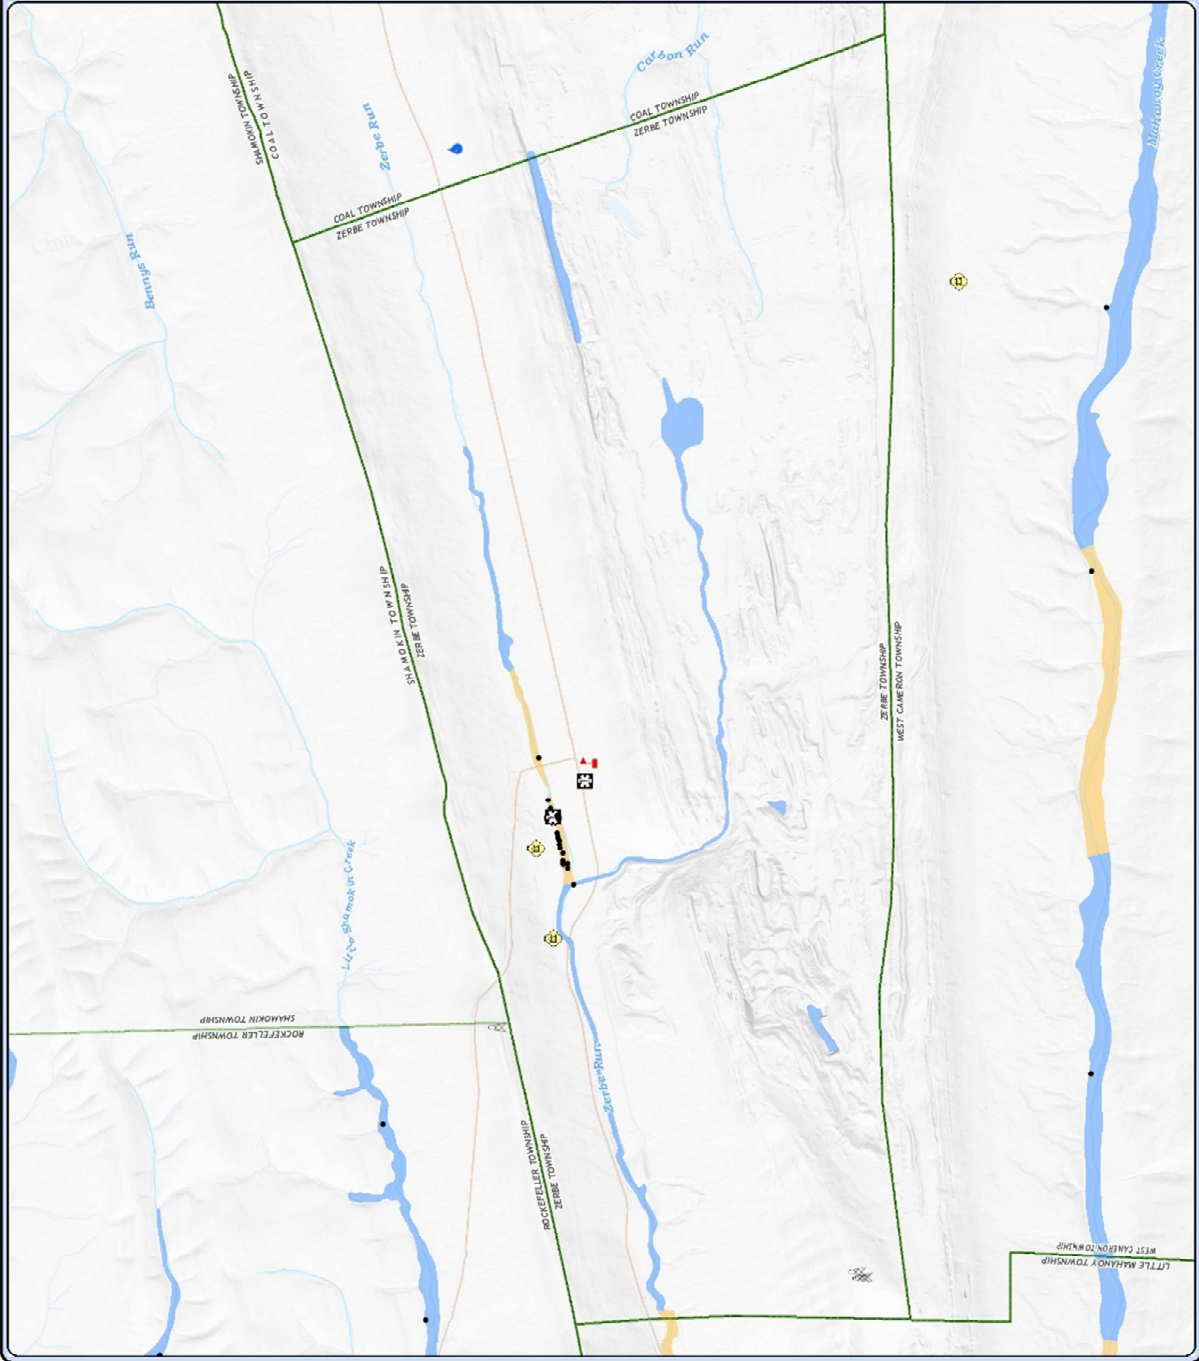 Carbon Run
Mahanoy Creek
SHAMOKIN TOWNSHIP
COAL TOWNSHIP
Zerbe Run
COAL TOWNSHIP
ZERBE TOWNSHIP
COAL TOWNSHIP
ZERBE TOWNSHIP
Bennys Run
SHAMOKIN TOWNSHIP
ZERBE TOWNSHIP
ZERBE TOWNSHIP
WEST CAMERON TOWNSHIP
Little Shamokin Creek
SHAMOKIN TOWNSHIP
ROCKEFELLER TOWNSHIP
Zerbe Run
ROCKEFELLER TOWNSHIP
ZERBE TOWNSHIP
WEST CAMERON TOWNSHIP
LITTLE MAHANOY TOWNSHIP